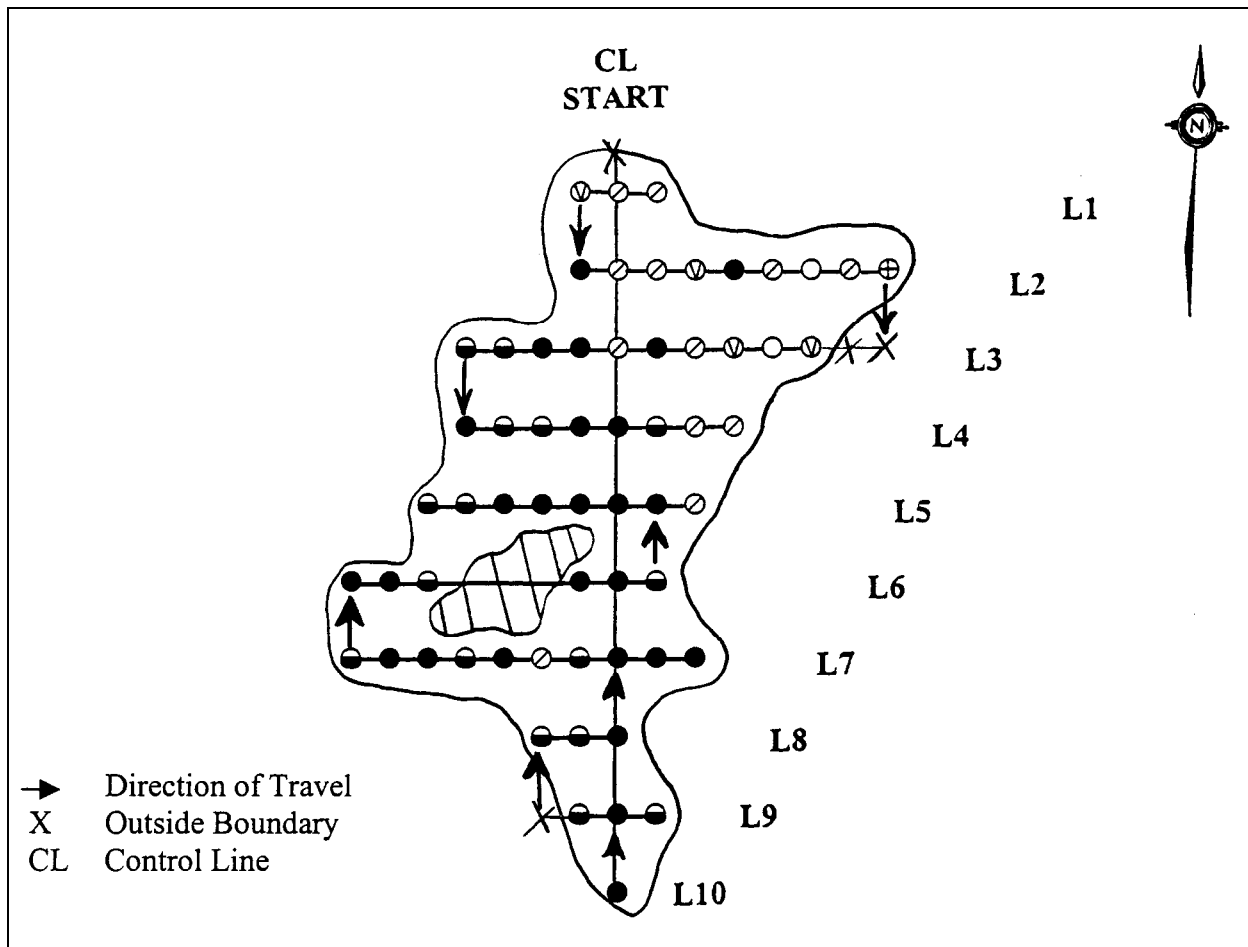 CL
START
N
L1
L2
L3
L4
L5
L6
L7
L8
L9
L10
Direction of Travel
X Outside Boundary
CL Control Line